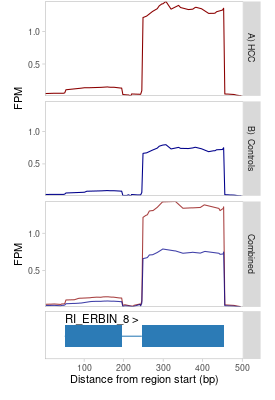 1.0
0.5
A) HCC
FPM
1.0
0.5
B) Controls
1.0
0.5
FPM
Combined
RI_ERBIN_8 >
100 200 300 400 500
Distance from region start (bp)